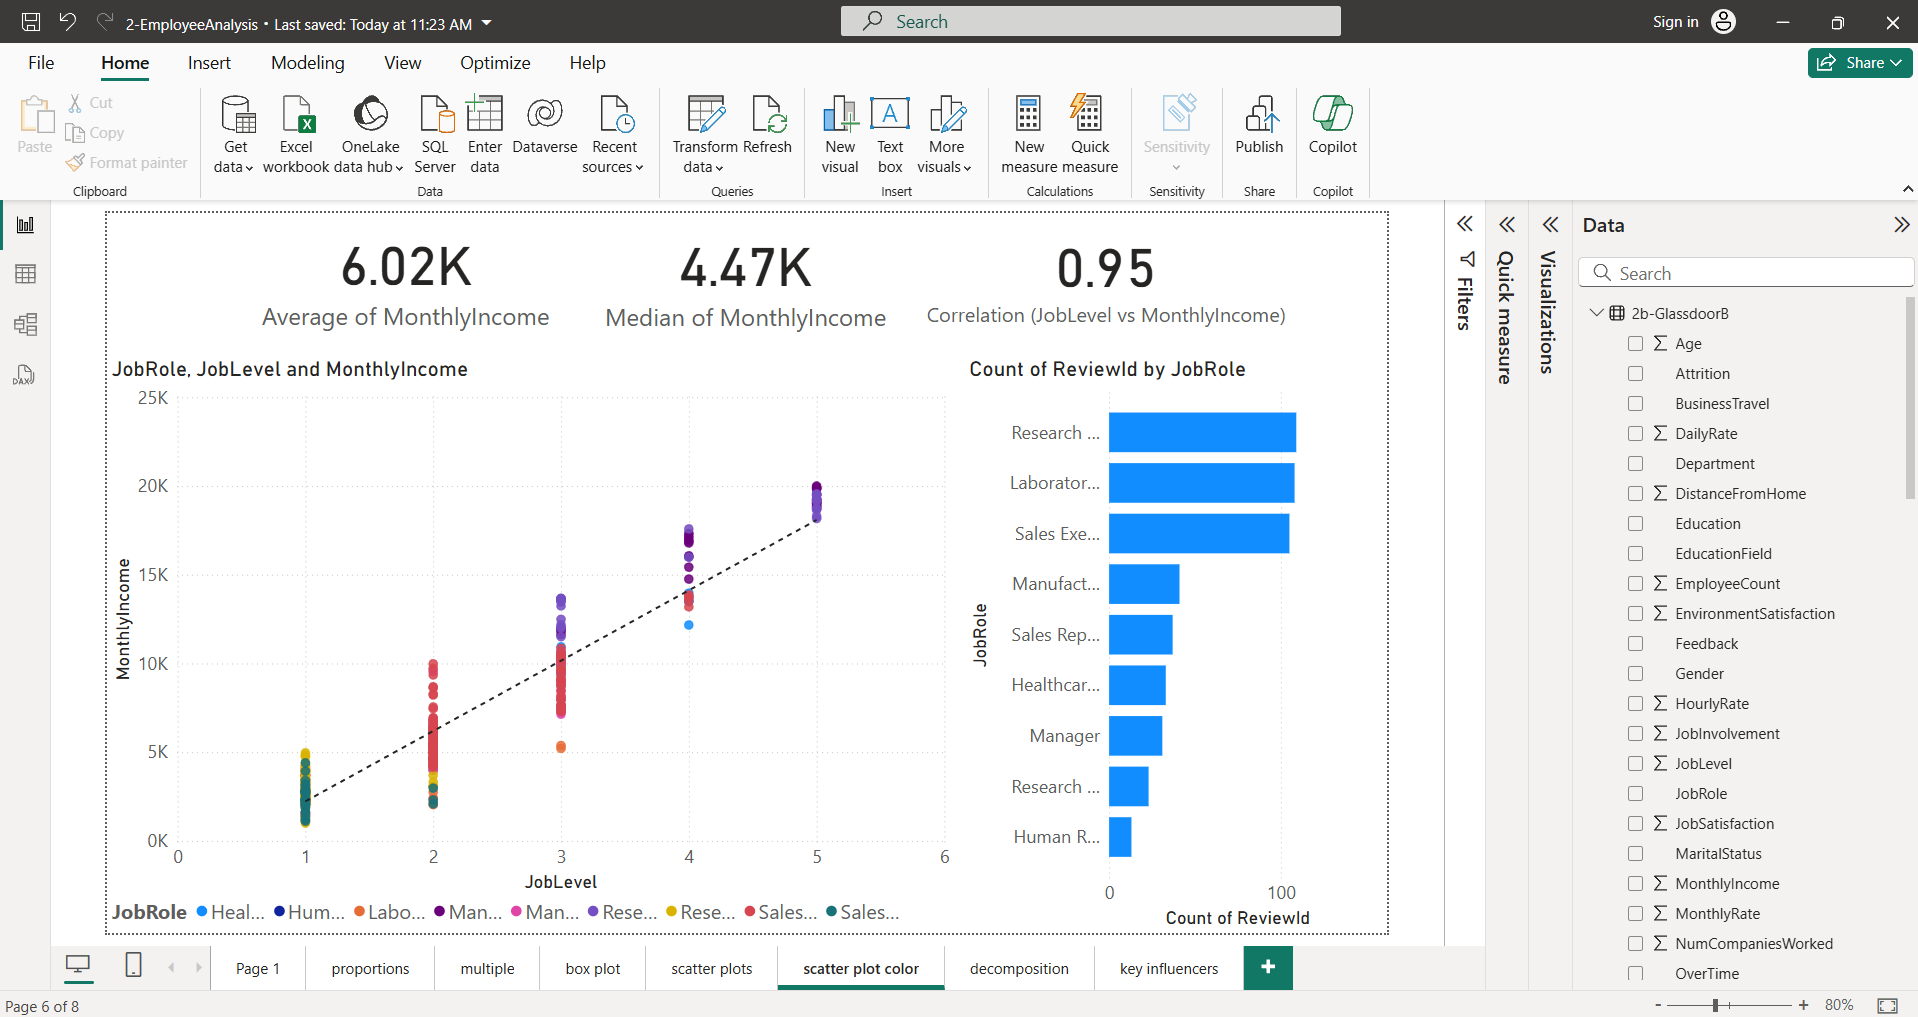 2-EmployeeAnalysis • Last saved: Today at 11:23 AM
Search
Sign in
File Home Insert Modeling View Optimize Help
Share
Paste
Cut
Copy
Format painter
Clipboard
Get data
Excel workbook
OneLake data hub
SQL Server
Enter data
Dataverse
Recent sources
Data
Transform data
Refresh
Queries
New visual
Text box
More visuals
Insert
New measure
Quick measure
Calculations
Sensitivity
Sensitivity
Publish
Share
Copilot
Copilot
DAX
6.02K
Average of MonthlyIncome
4.47K
Median of MonthlyIncome
0.95
Correlation (JobLevel vs MonthlyIncome)
JobRole, JobLevel and MonthlyIncome
MonthlyIncome
25K
20K
15K
10K
5K
0K
0 1 2 3 4 5 6
JobLevel
JobRole Heal... Hum... Labo... Man... Man... Rese... Rese... Sales... Sales...
Count of ReviewId by JobRole
JobRole
Research ...
Laborator...
Sales Exe...
Manufact...
Sales Rep...
Healthcar...
Manager
Research ...
Human R...
0 100
Count of ReviewId
Filters
Quick measure
Visualizations
Data
Search
2b-GlassdoorB
Σ Age
Attrition
BusinessTravel
Σ DailyRate
Department
Σ DistanceFromHome
Education
EducationField
Σ EmployeeCount
Σ EnvironmentSatisfaction
Feedback
Gender
Σ HourlyRate
Σ JobInvolvement
Σ JobLevel
JobRole
Σ JobSatisfaction
MaritalStatus
Σ MonthlyIncome
Σ MonthlyRate
Σ NumCompaniesWorked
OverTime
Page 1 proportions multiple box plot scatter plots scatter plot color decomposition key influencers +
Page 6 of 8
- + 80%